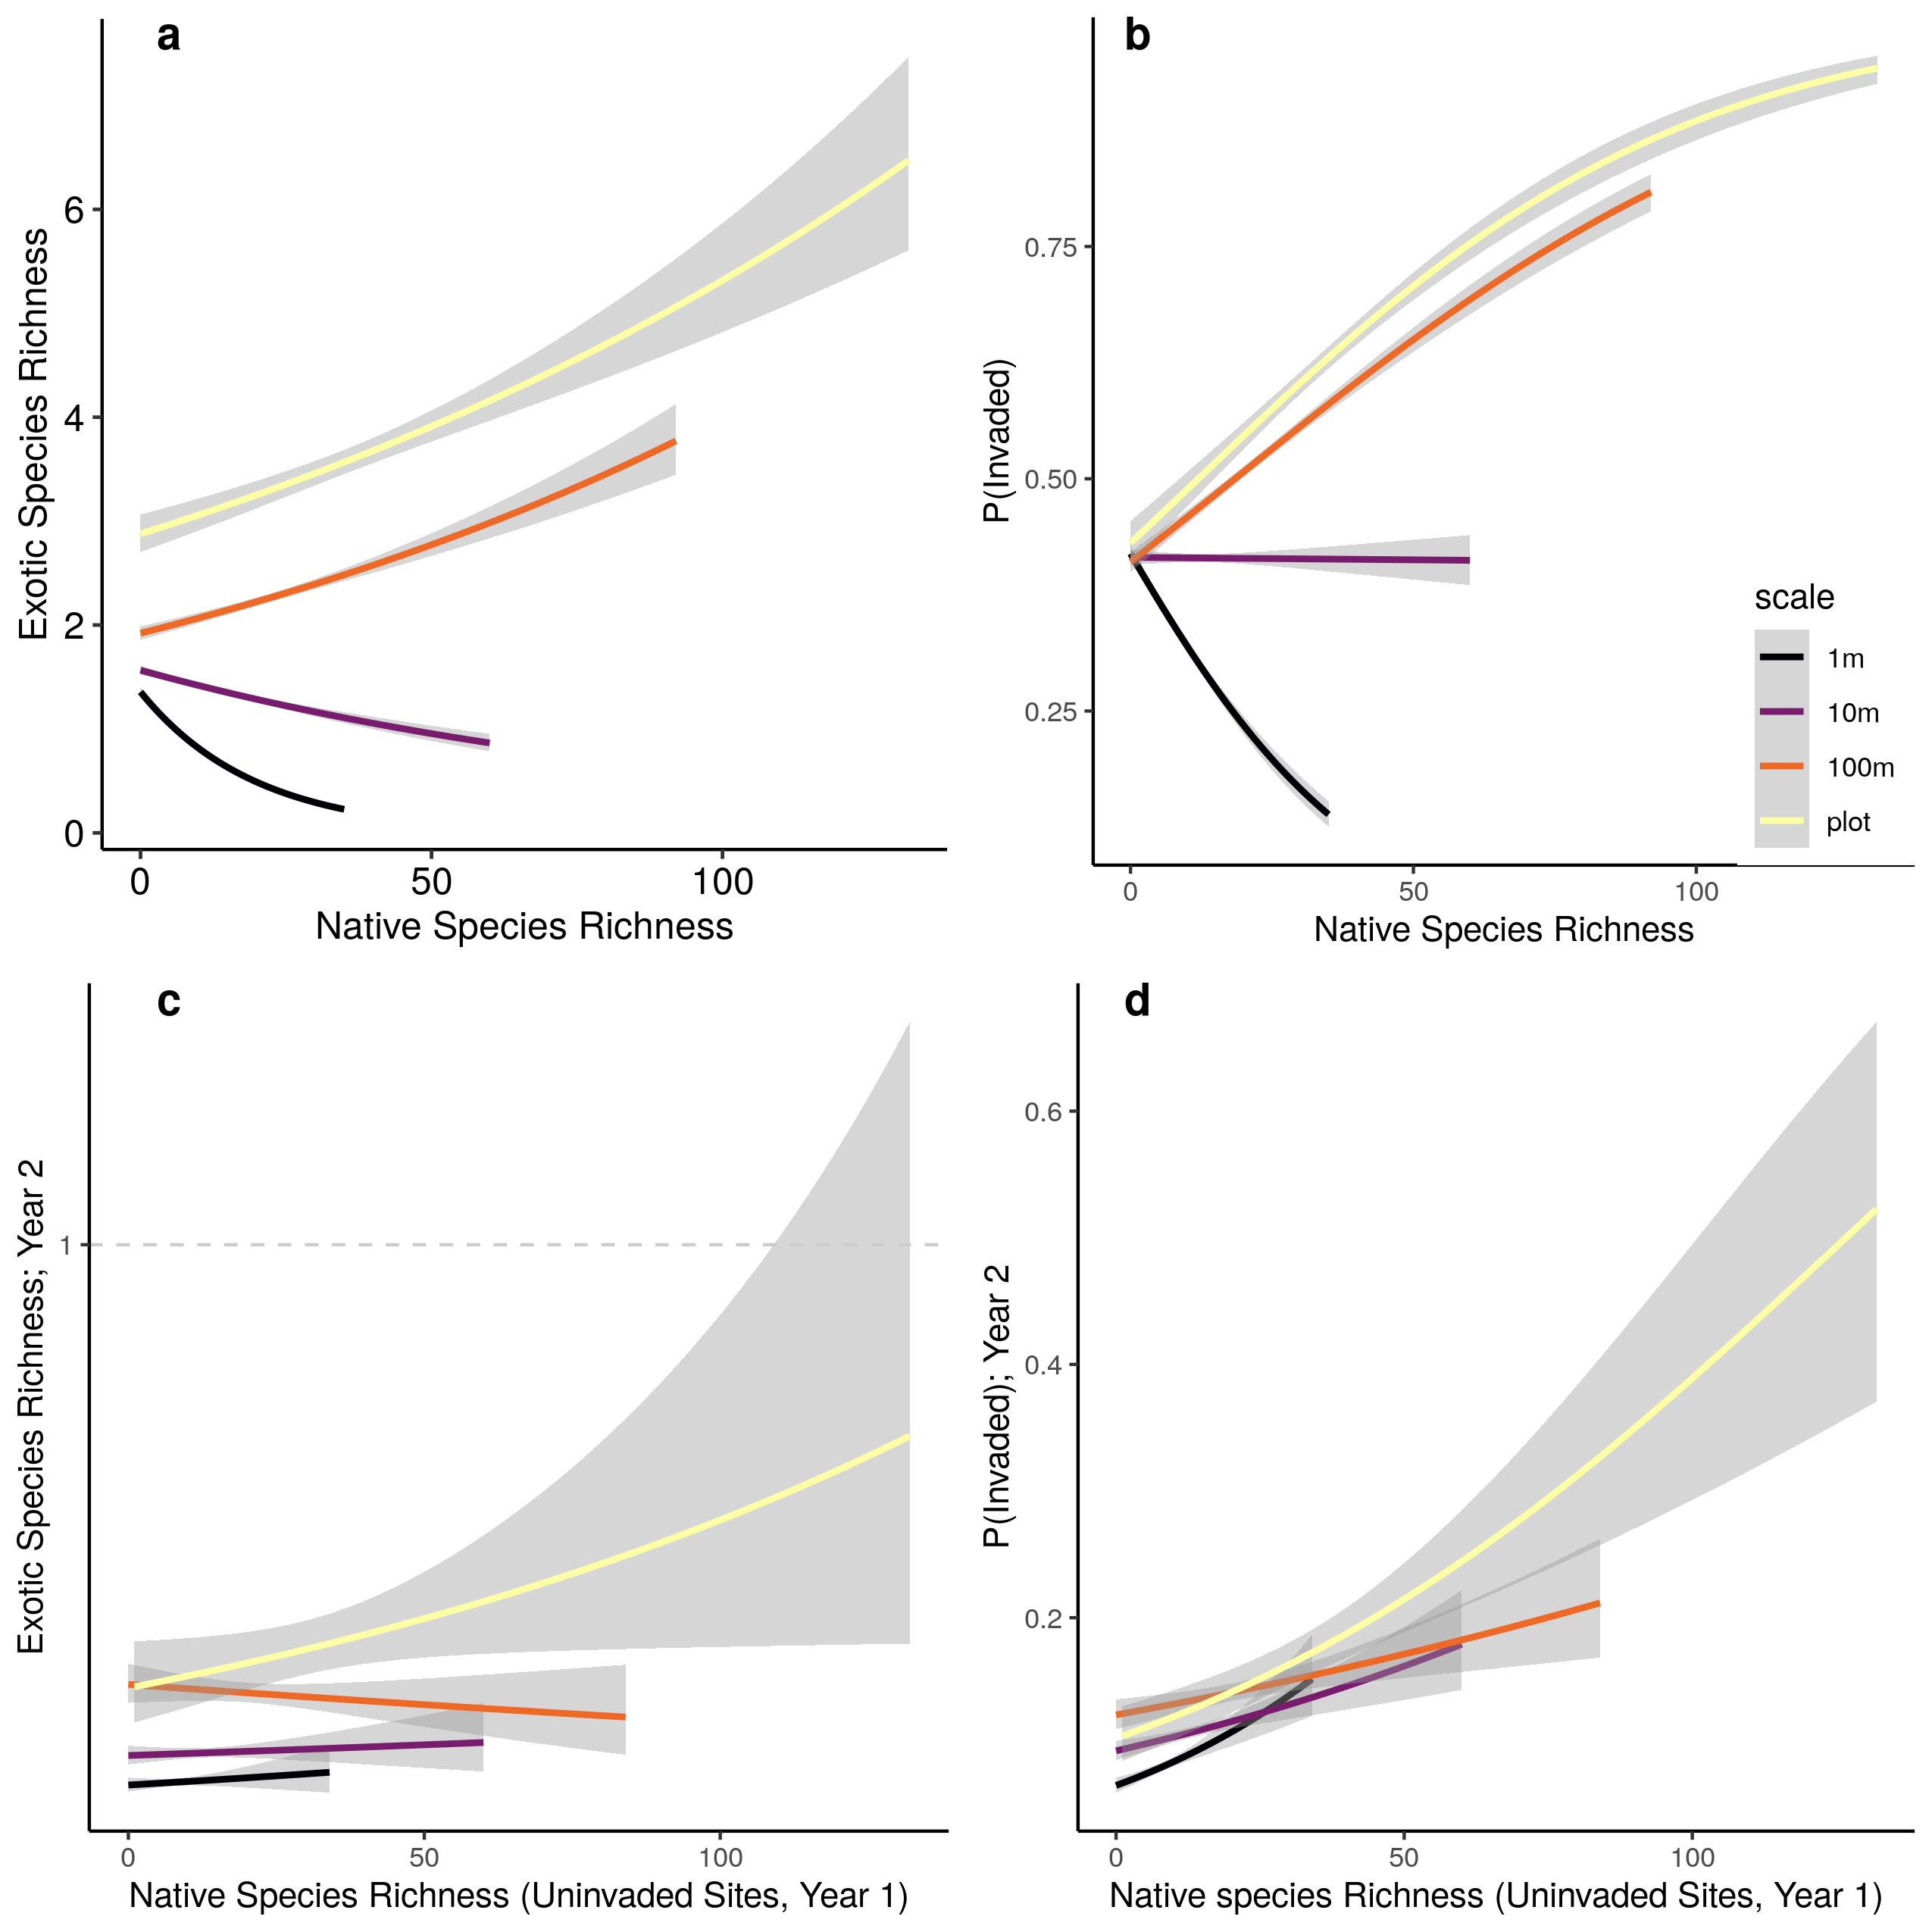 a
Exotic Species Richness
6
4
2
0
0 50 100
Native Species Richness
b
P(Invaded)
0.75
0.50
0.25
0 50 100
Native Species Richness
scale
1m
10m
100m
plot
c
Exotic Species Richness; Year 2
1
0 50 100
Native Species Richness (Uninvaded Sites, Year 1)
d
P(Invaded); Year 2
0.6
0.4
0.2
0 50 100
Native species Richness (Uninvaded Sites, Year 1)